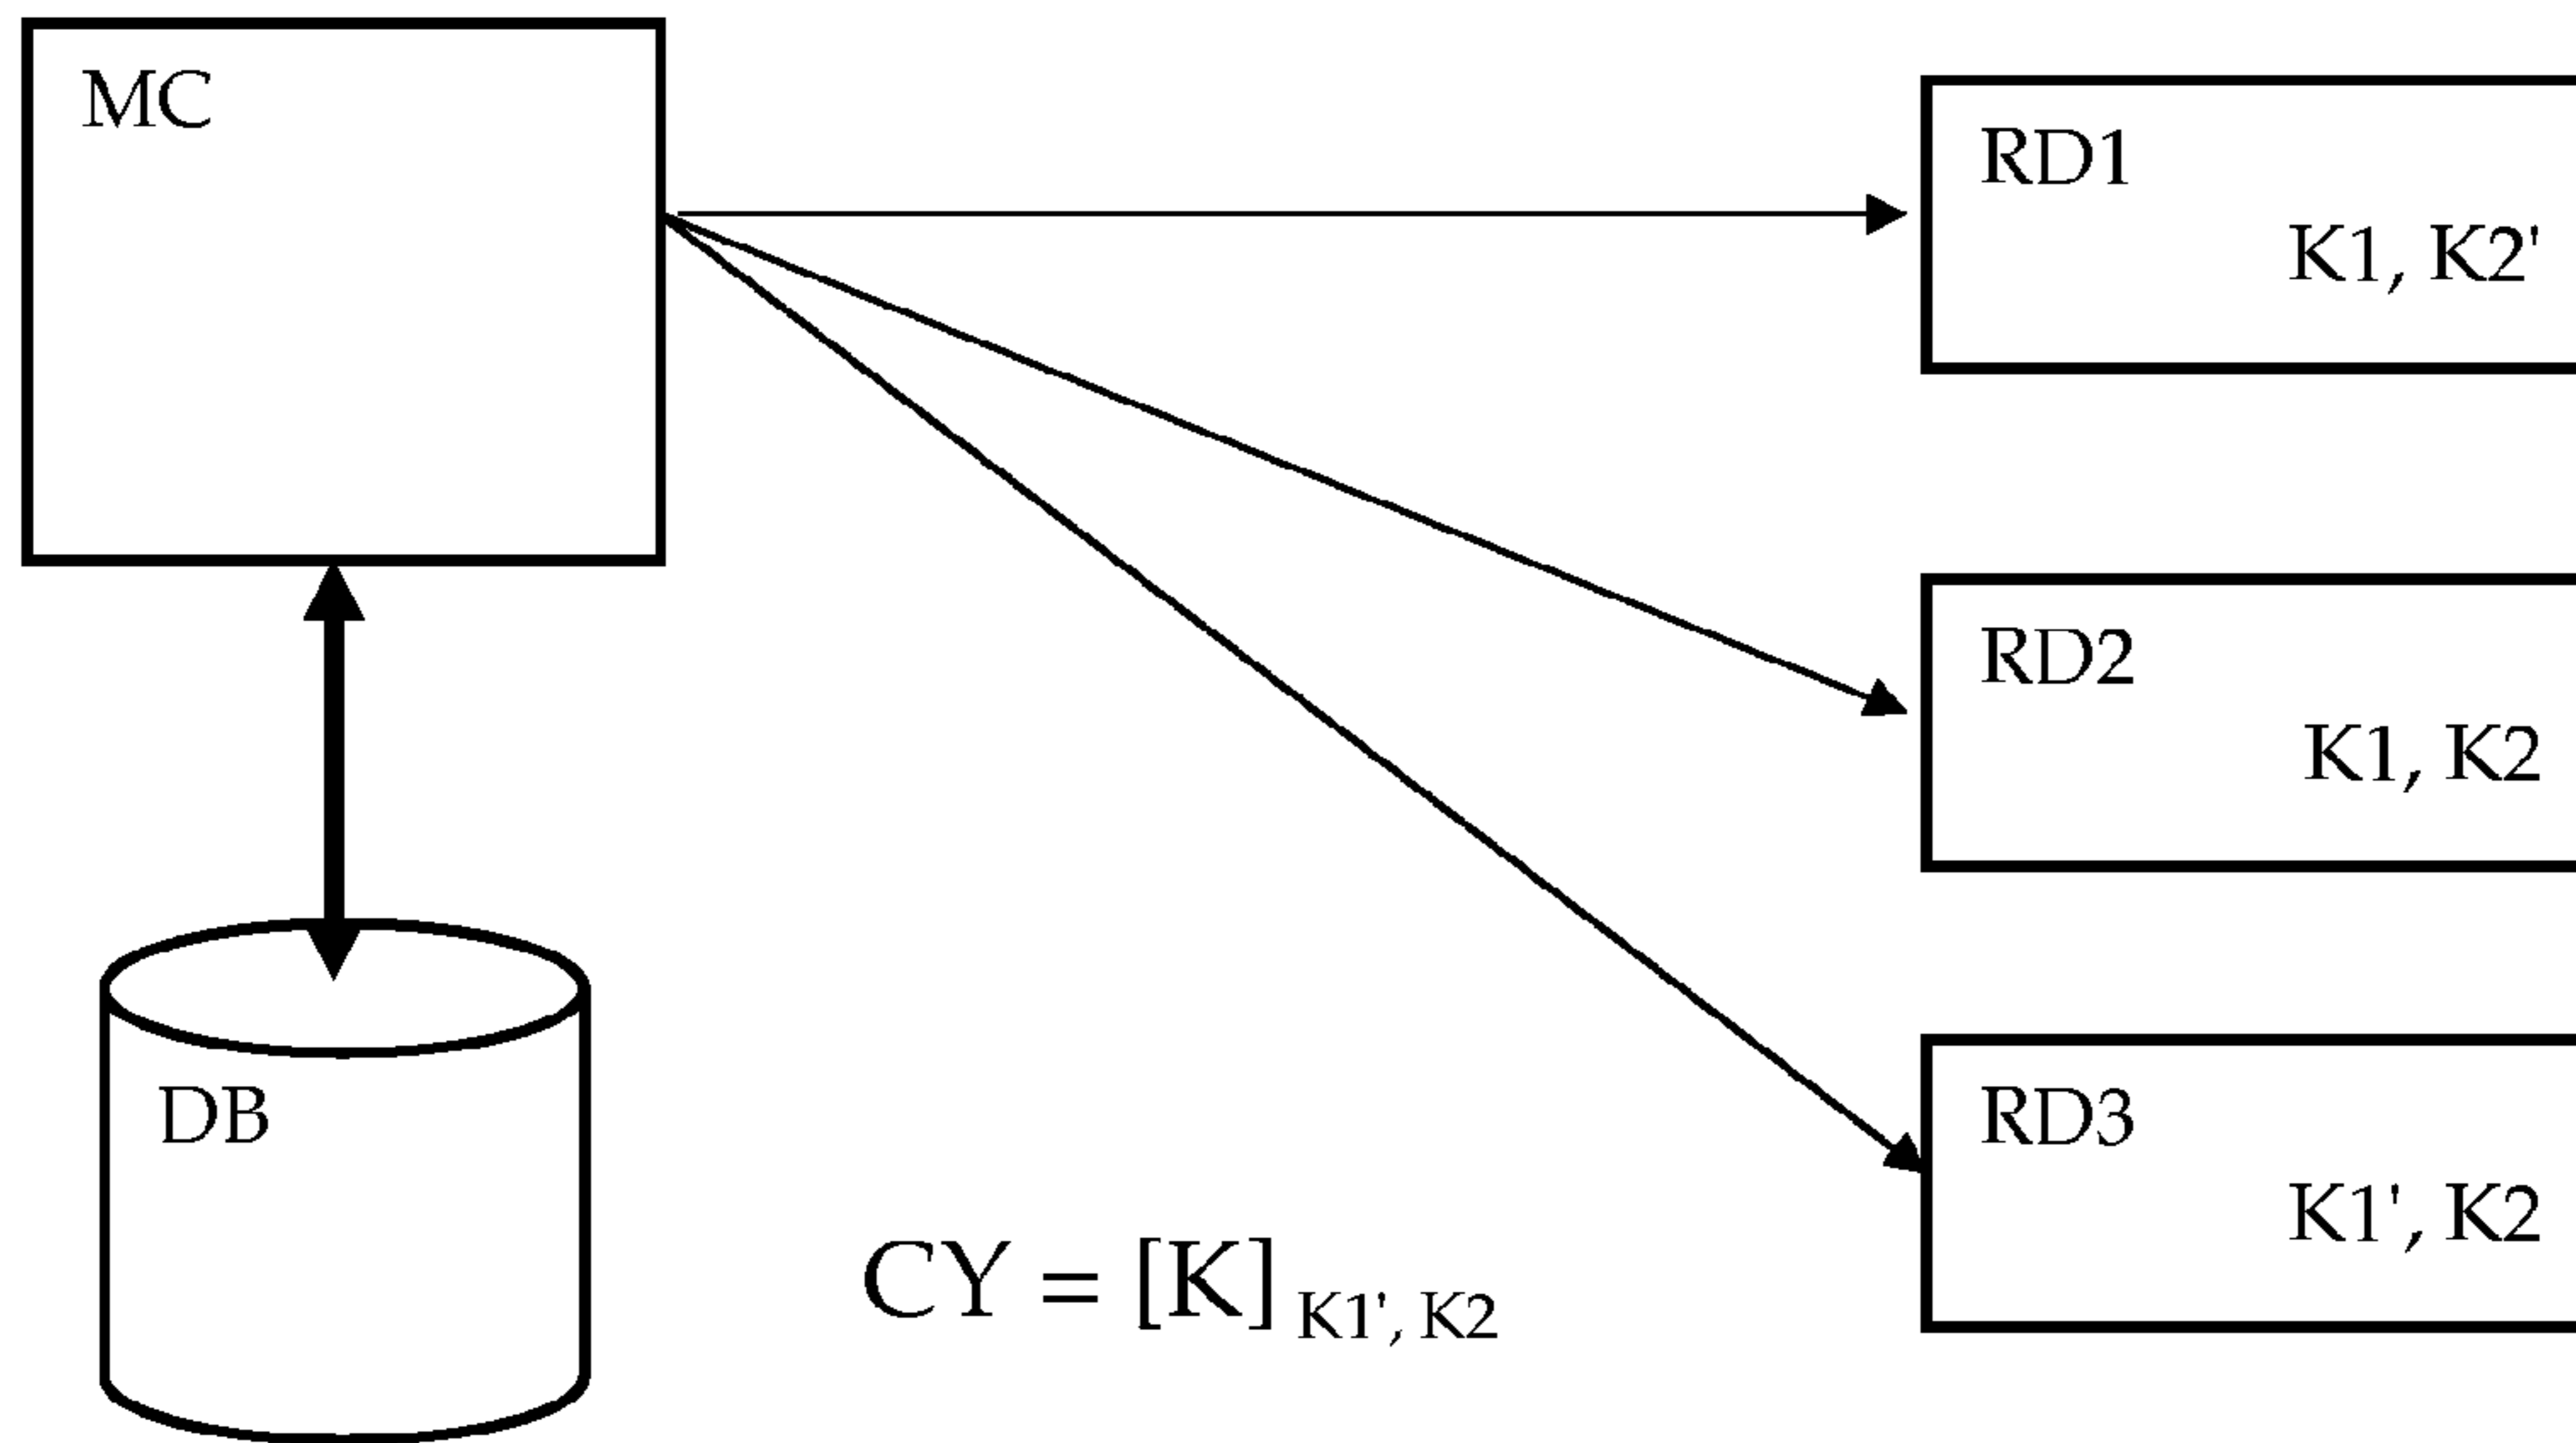 MC
RD1
K1, K2'
RD2
K1, K2
RD3
K1', K2
DB
CY = [K] K1', K2